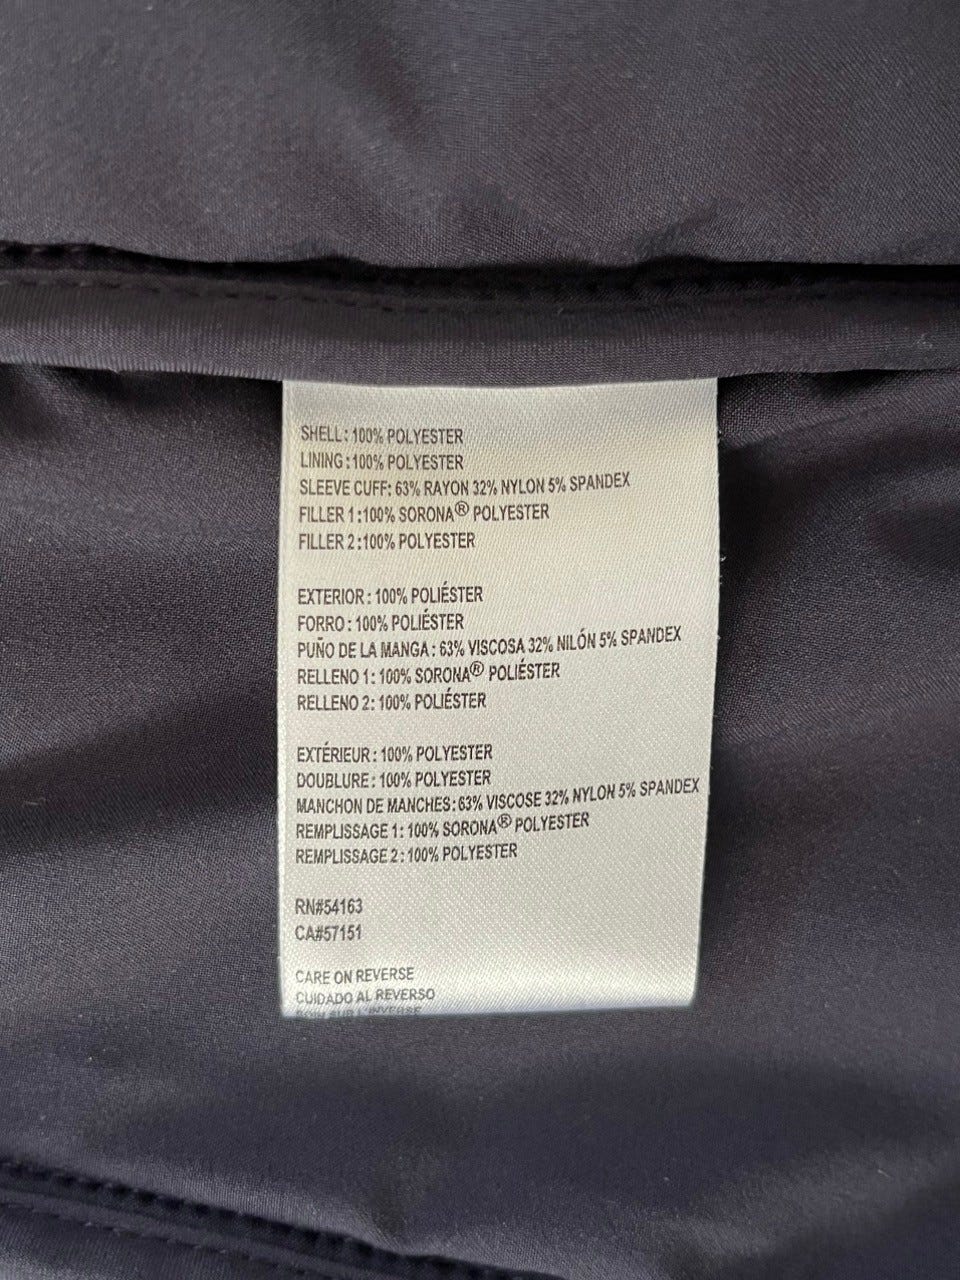 SHELL: 100% POLYESTER
LINING:100% POLYESTER
SLEEVE CUFF: 63% RAYON 32% NYLON 5% SPANDEX
FILLER 1:100% SORONA® POLYESTER
FILLER 2:100% POLYESTER
EXTERIOR: 100% POLIÉSTER
FORRO: 100% POLIÉSTER
PUÑO DE LA MANGA: 63% VISCOSA 32% NILÓN 5% SPANDEX
RELLENO 1: 100% SORONA® POLIÉSTER
RELLENO 2: 100% POLIÉSTER
EXTÉRIEUR: 100% POLYESTER
DOUBLURE: 100% POLYESTER
MANCHON DE MANCHES: 63% VISCOSE 32% NYLON 5% SPANDEX
REMPLISSAGE 1: 100% SORONA® POLYESTER
REMPLISSAGE 2: 100% POLYESTER
RN#54163
CA#57151
CARE ON REVERSE
CUIDADO AL REVERSO
SOIN SUR L'INVERSE